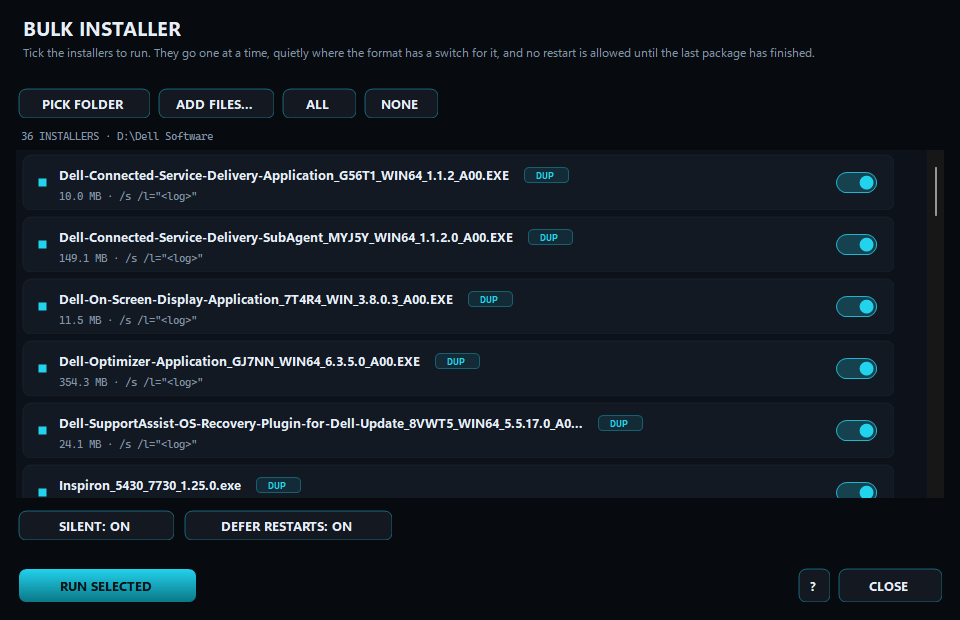 BULK INSTALLER
Tick the installers to run. They go one at a time, quietly where the format has a switch for it, and no restart is allowed until the last package has finished.
PICK FOLDER
ADD FILES...
ALL
NONE
36 INSTALLERS · D:\Dell Software
Dell-Connected-Service-Delivery-Application_G56T1_WIN64_1.1.2_A00.EXE DUP
10.0 MB · /s /l="<log>"
Dell-Connected-Service-Delivery-SubAgent_MYJ5Y_WIN64_1.1.2.0_A00.EXE DUP
149.1 MB · /s /l="<log>"
Dell-On-Screen-Display-Application_7T4R4_WIN_3.8.0.3_A00.EXE DUP
11.5 MB · /s /l="<log>"
Dell-Optimizer-Application_GJ7NN_WIN64_6.3.5.0_A00.EXE DUP
354.3 MB · /s /l="<log>"
Dell-SupportAssist-OS-Recovery-Plugin-for-Dell-Update_8VWT5_WIN64_5.5.17.0_A0... DUP
24.1 MB · /s /l="<log>"
Inspiron_5430_7730_1.25.0.exe DUP
SILENT: ON
DEFER RESTARTS: ON
RUN SELECTED
?
CLOSE